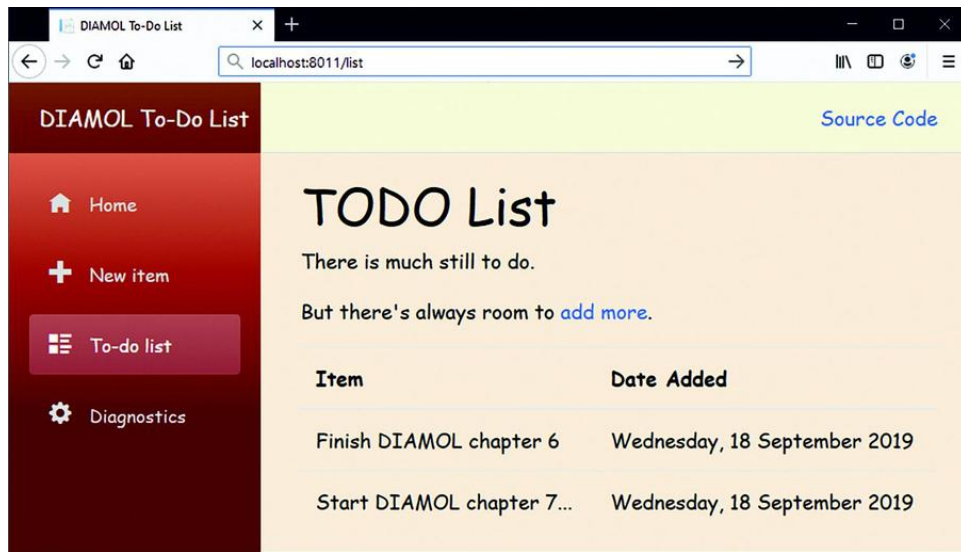 DIAMOL To-Do List
localhost:8011/list
DIAMOL To-Do List
Source Code
Home
New item
To-do list
Diagnostics
TODO List
There is much still to do.
But there's always room to add more.
Item Date Added
Finish DIAMOL chapter 6 Wednesday, 18 September 2019
Start DIAMOL chapter 7... Wednesday, 18 September 2019